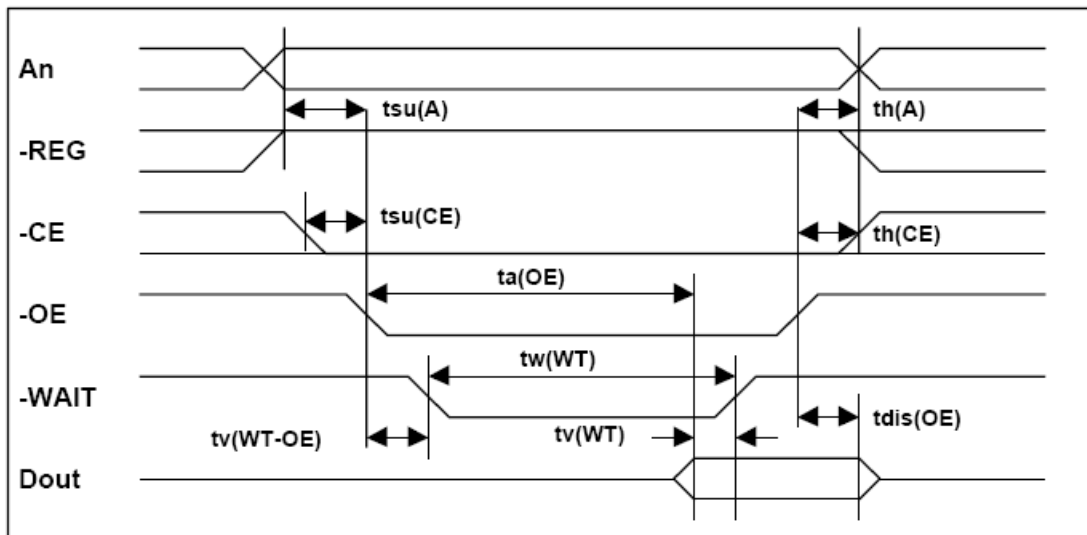 An
tsu(A)
th(A)
-REG
-CE
tsu(CE)
th(CE)
ta(OE)
-OE
tw(WT)
-WAIT
tv(WT-OE)
tv(WT)
tdis(OE)
Dout